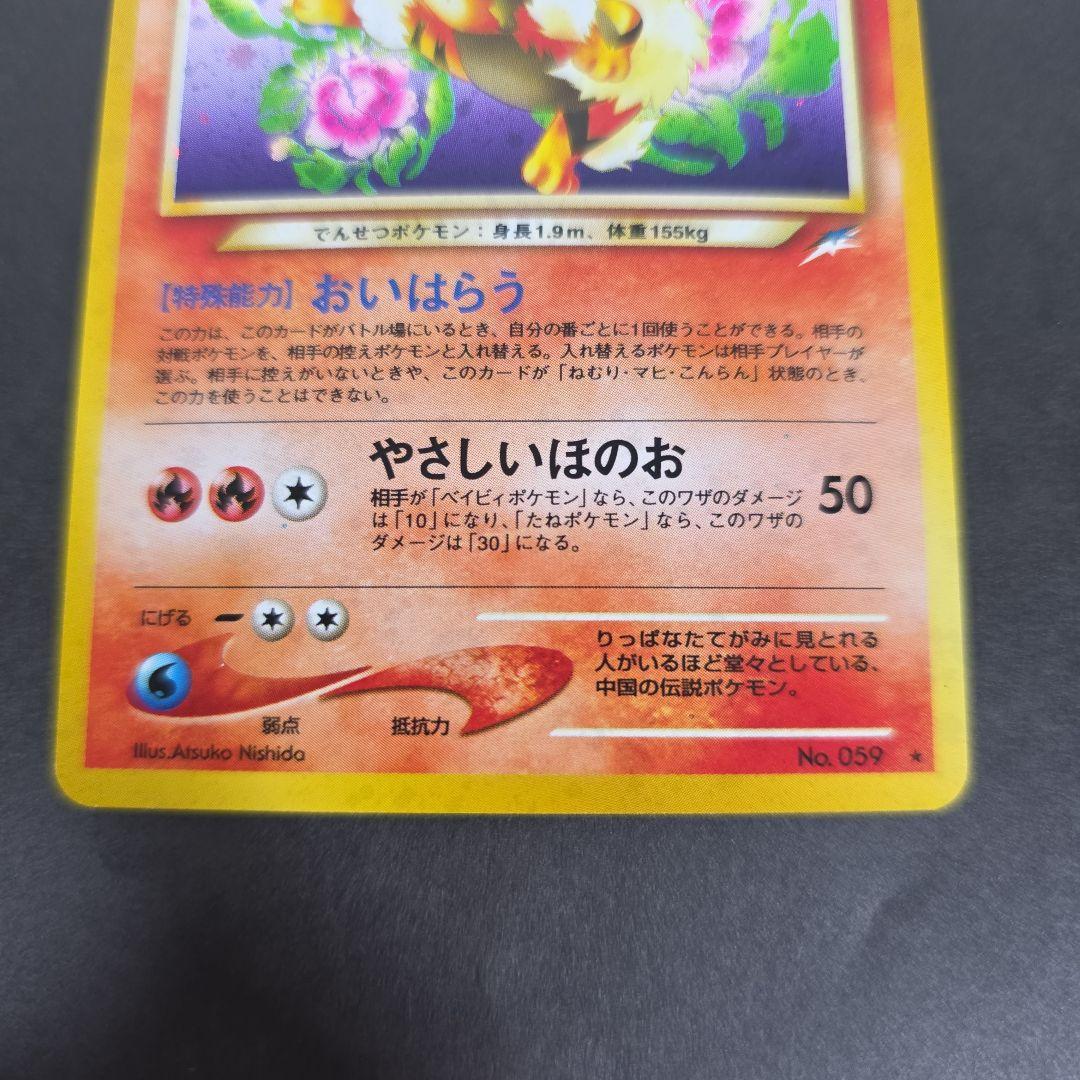 でんせつポケモン：身長1.9m、体重155kg
【特殊能力】おいはらう
この力は、このカードがバトル場にいるとき、自分の番ごとに1回使うことができる。相手の
対戦ポケモンを、相手の控えポケモンと入れ替える。入れ替えるポケモンは相手プレイヤーが
選ぶ。相手に控えがいないときや、このカードが「ねむり・マヒ・こんらん」状態のとき、
この力を使うことはできない。
やさしいほのお
相手が「ベイビィポケモン」なら、このワザのダメージ
は「10」になり、「たねポケモン」なら、このワザの
ダメージは「30」になる。
50
にげる
りっぱなたてがみに見とれる
人がいるほど堂々としている、
中国の伝説ポケモン。
弱点
抵抗力
Illus.Atsuko Nishida
No. 059 ★